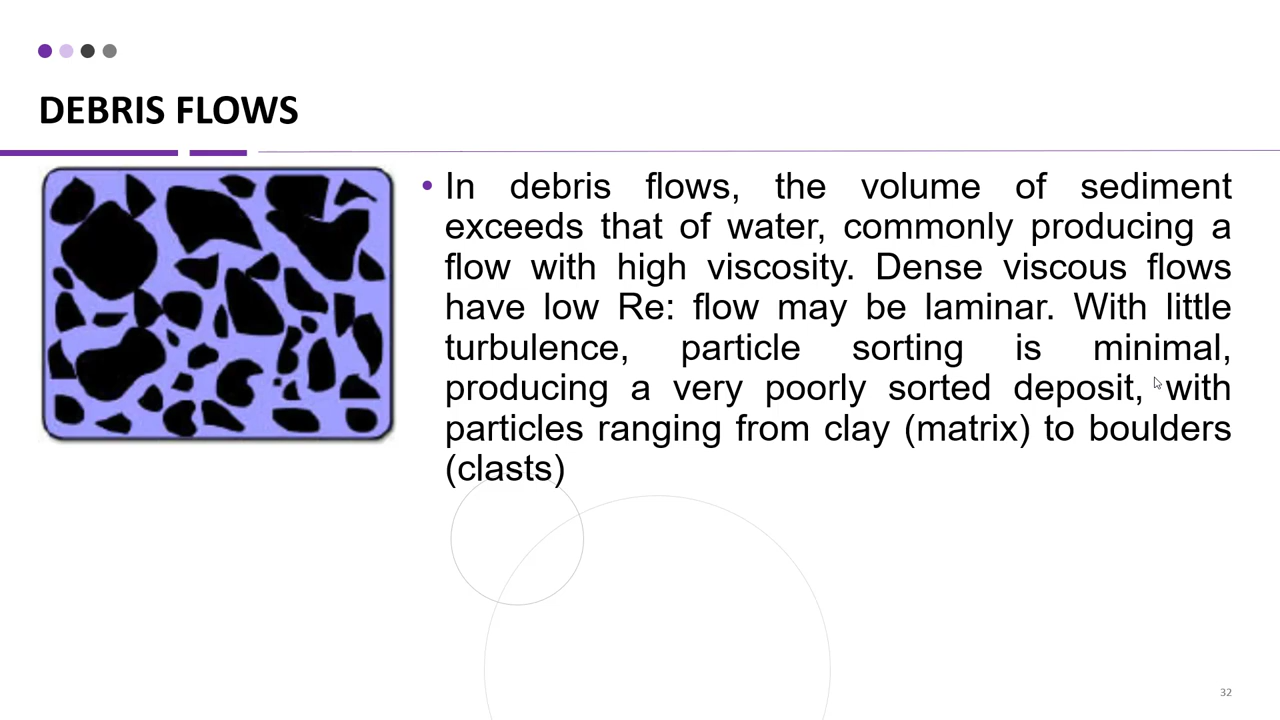 DEBRIS FLOWS
• In debris flows, the volume of sediment
exceeds that of water, commonly producing a
flow with high viscosity. Dense viscous flows
have low Re: flow may be laminar. With little
turbulence, particle sorting is minimal,
producing a very poorly sorted deposit, with
particles ranging from clay (matrix) to boulders
(clasts)
32